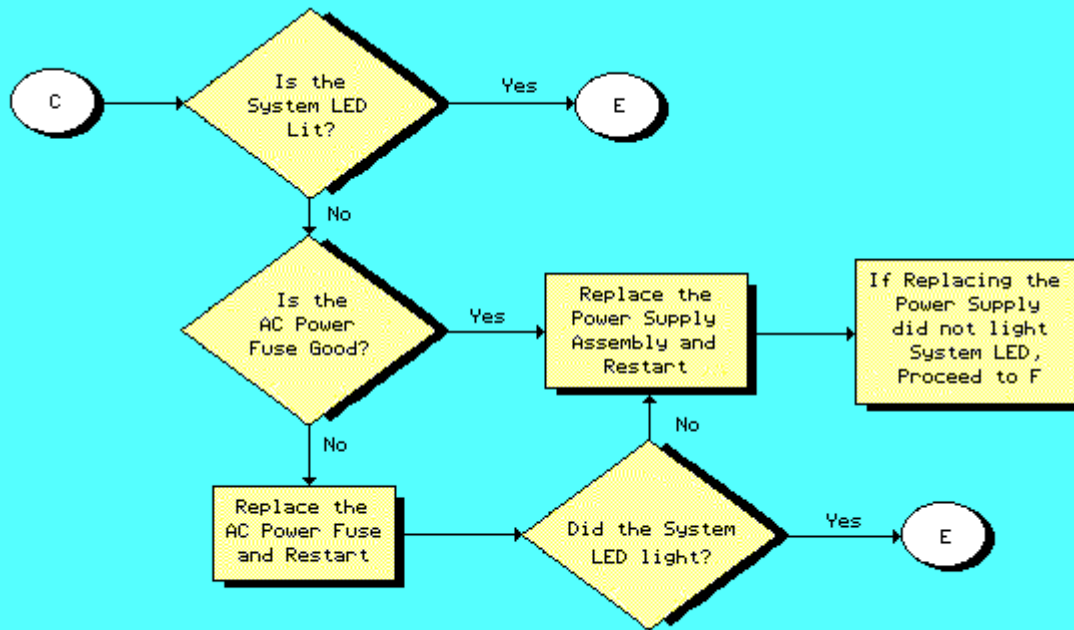 C
Is the
System LED
Lit?
Yes
E
No
Is the
AC Power
Fuse Good?
Yes
Replace the
Power Supply
Assembly and
Restart
If Replacing the
Power Supply
did not light
System LED,
Proceed to F
No
Replace the
AC Power Fuse
and Restart
Did the System
LED light?
No
Yes
E